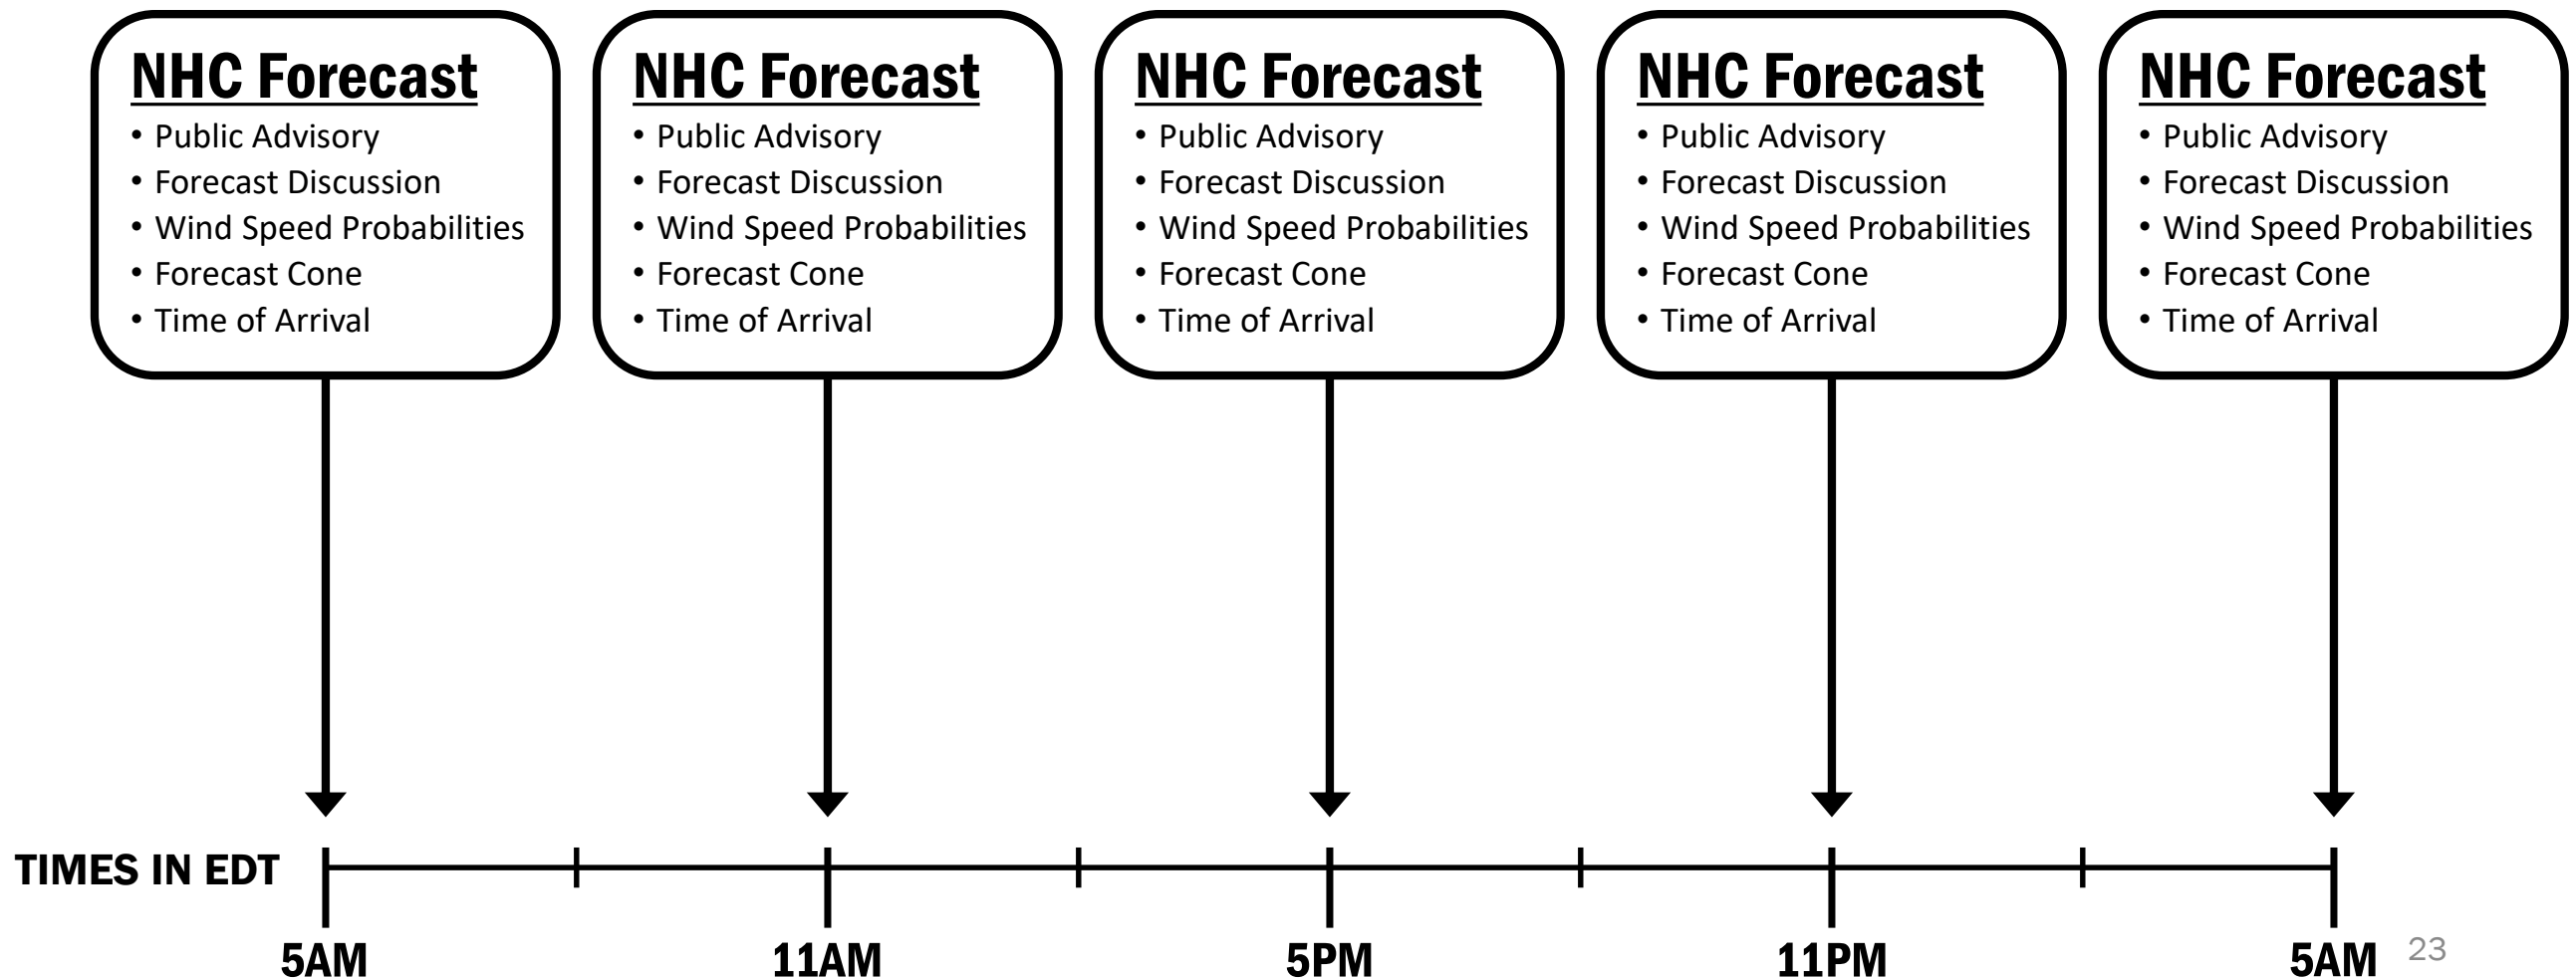 NHC Forecast
• Public Advisory
• Forecast Discussion
• Wind Speed Probabilities
• Forecast Cone
• Time of Arrival
NHC Forecast
• Public Advisory
• Forecast Discussion
• Wind Speed Probabilities
• Forecast Cone
• Time of Arrival
NHC Forecast
• Public Advisory
• Forecast Discussion
• Wind Speed Probabilities
• Forecast Cone
• Time of Arrival
NHC Forecast
• Public Advisory
• Forecast Discussion
• Wind Speed Probabilities
• Forecast Cone
• Time of Arrival
NHC Forecast
• Public Advisory
• Forecast Discussion
• Wind Speed Probabilities
• Forecast Cone
• Time of Arrival
TIMES IN EDT
5AM
11AM
5PM
11PM
5AM
23